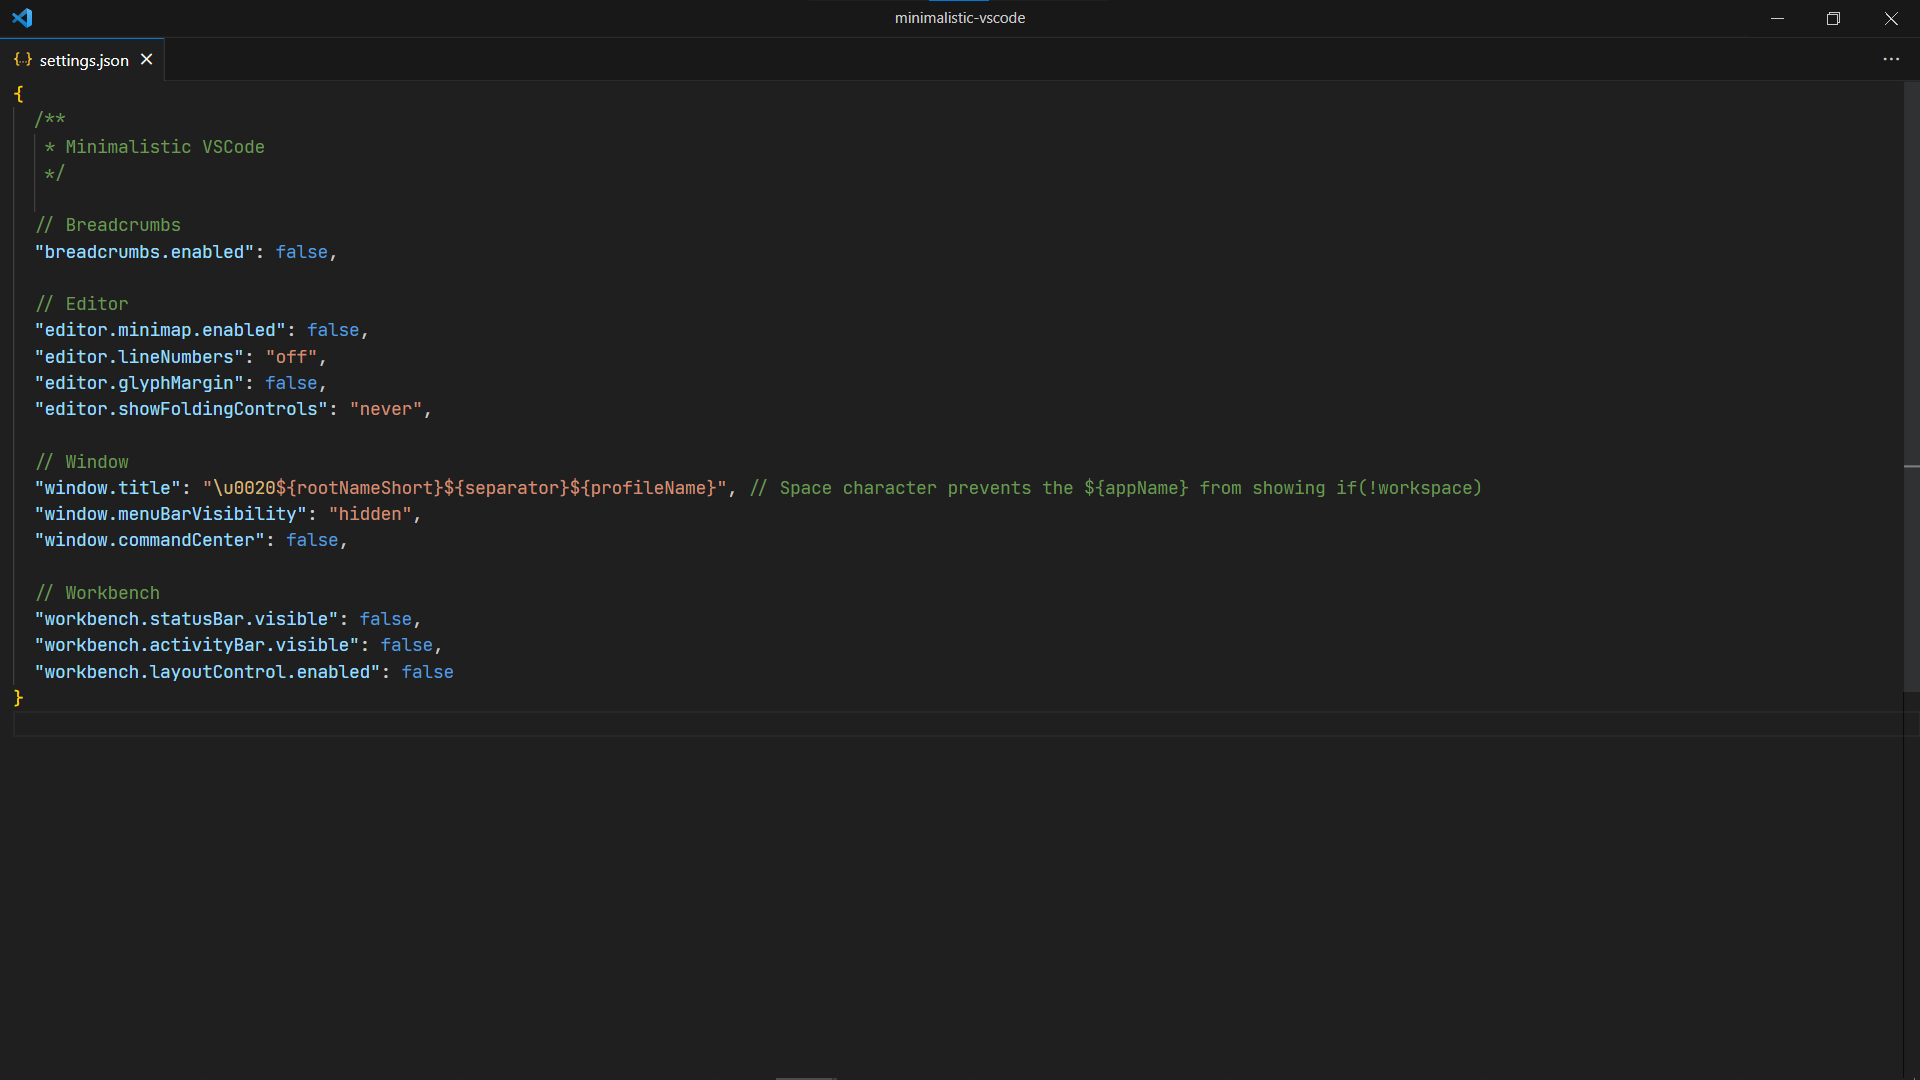 minimalistic-vscode
{..} settings.json
{
/**
* Minimalistic VSCode
*/
// Breadcrumbs
"breadcrumbs.enabled": false,
// Editor
"editor.minimap.enabled": false,
"editor.lineNumbers": "off",
"editor.glyphMargin": false,
"editor.showFoldingControls": "never",
// Window
"window.title": "\u0020${rootNameShort}${separator}${profileName}", // Space character prevents the ${appName} from showing if(!workspace)
"window.menuBarVisibility": "hidden",
"window.commandCenter": false,
// Workbench
"workbench.statusBar.visible": false,
"workbench.activityBar.visible": false,
"workbench.layoutControl.enabled": false
}